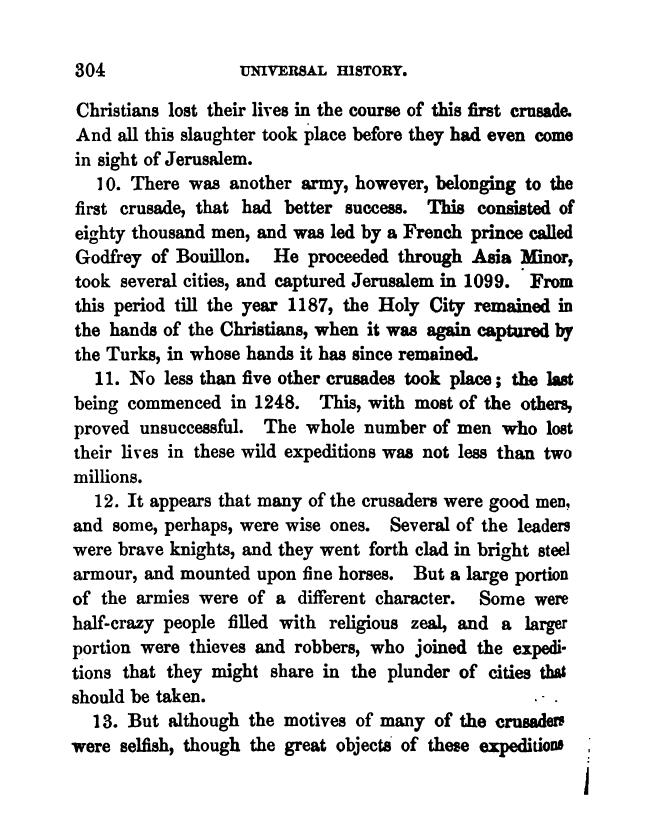 304 UNIVERSAL HISTORY.
Christians lost their lives in the course of this first crusade.
And all this slaughter took place before they had even come
in sight of Jerusalem.
10. There was another army, however, belonging to the
first crusade, that had better success. This consisted of
eighty thousand men, and was led by a French prince called
Godfrey of Bouillon. He proceeded through Asia Minor,
took several cities, and captured Jerusalem in 1099. From
this period till the year 1187, the Holy City remained in
the hands of the Christians, when it was again captured by
the Turks, in whose hands it has since remained.
11. No less than five other crusades took place; the last
being commenced in 1248. This, with most of the others,
proved unsuccessful. The whole number of men who lost
their lives in these wild expeditions was not less than two
millions.
12. It appears that many of the crusaders were good men,
and some, perhaps, were wise ones. Several of the leaders
were brave knights, and they went forth clad in bright steel
armour, and mounted upon fine horses. But a large portion
of the armies were of a different character. Some were
half-crazy people filled with religious zeal, and a larger
portion were thieves and robbers, who joined the expedi-
tions that they might share in the plunder of cities that
should be taken.
13. But although the motives of many of the crusaders
were selfish, though the great objects of these expeditions